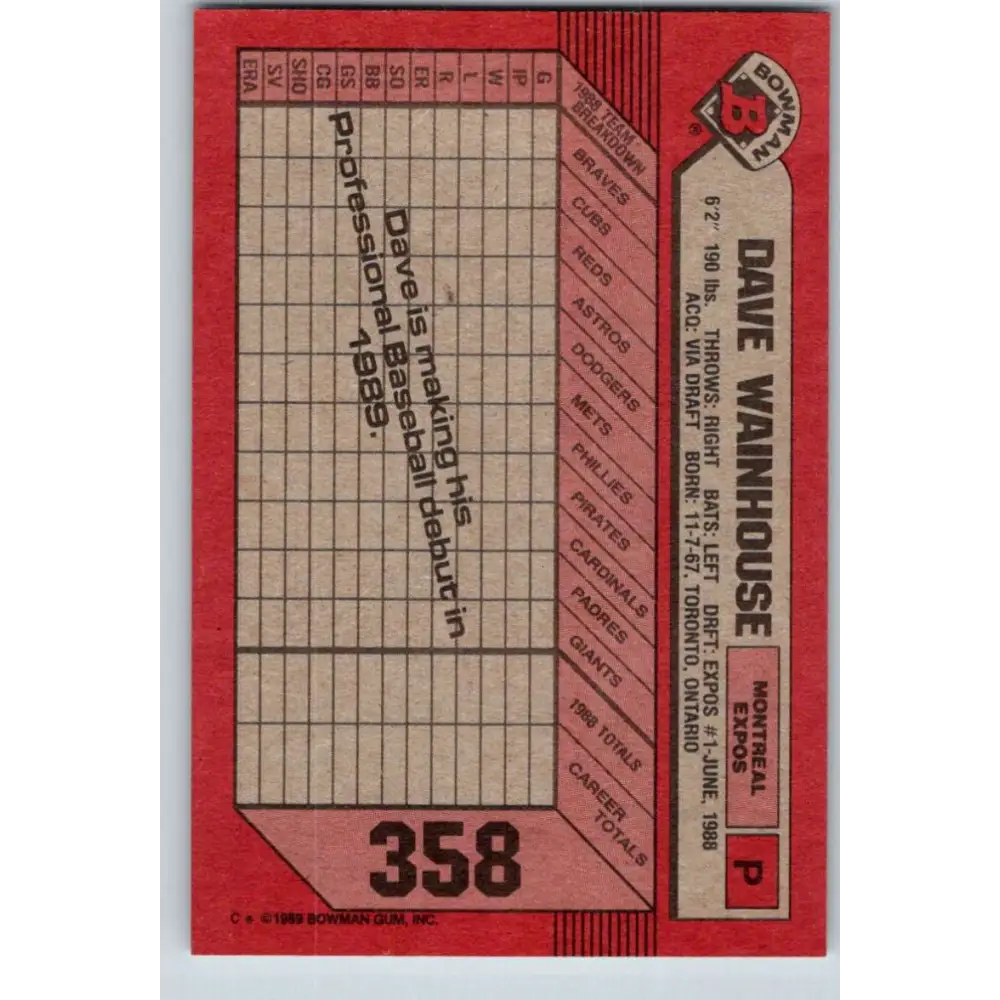 BOWMAN
B
®
DAVE WAINHOUSE
MONTREAL
EXPOS
P
6'2" 190 lbs. THROWS: RIGHT BATS: LEFT DRFT: EXPOS #1-JUNE, 1988
ACQ: VIA DRAFT BORN: 11-7-67, TORONTO, ONTARIO
1988 TEAM
BREAKDOWN
BRAVES
CUBS
REDS
ASTROS
DODGERS
METS
PHILLIES
PIRATES
CARDINALS
PADRES
GIANTS
1988 TOTALS
CAREER
TOTALS
G
IP
W
L
R
ER
SO
BB
GS
CG
SHO
SV
ERA
Dave is making his
Professional Baseball debut in
1989.
358
C * ©1989 BOWMAN GUM, INC.